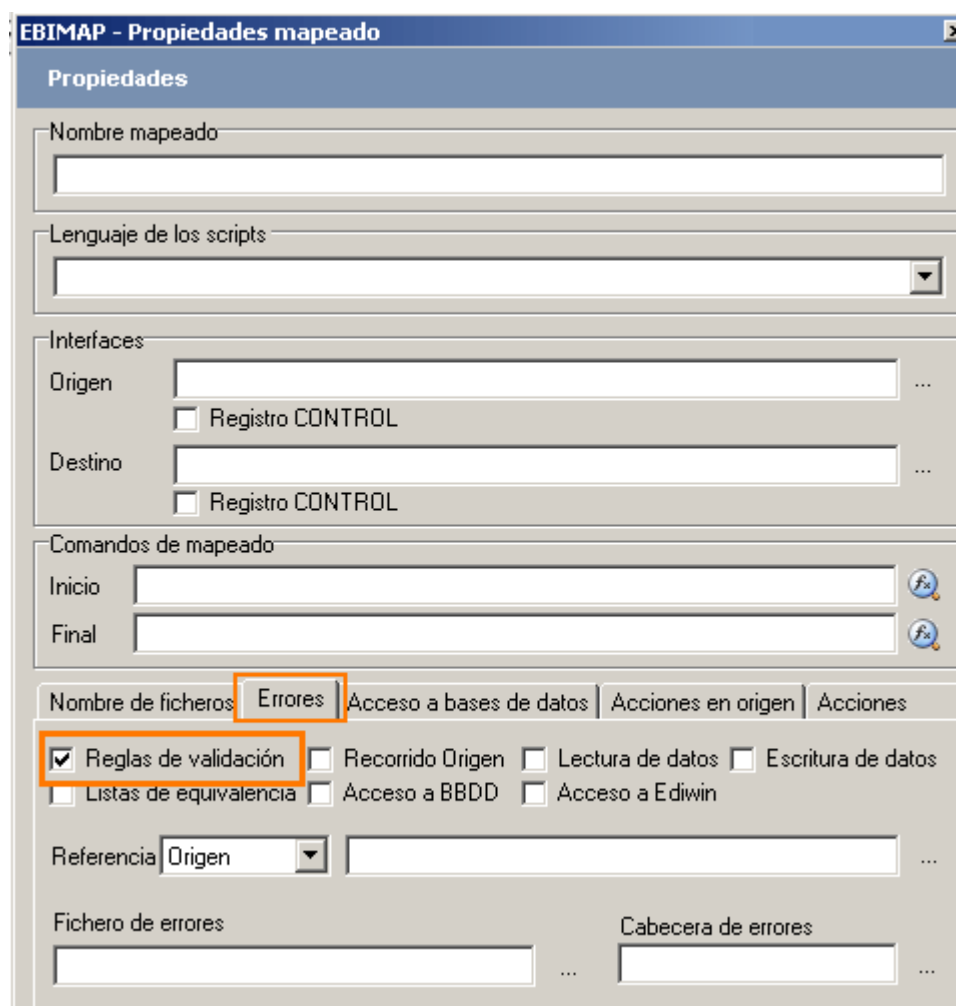 EBIMAP - Propiedades mapeado
Propiedades
Nombre mapeado
Lenguaje de los scripts
Interfaces
Origen ...
Registro CONTROL
Destino ...
Registro CONTROL
Comandos de mapeado
Inicio
Final
Nombre de ficheros Errores Acceso a bases de datos Acciones en origen Acciones
Reglas de validación Recorrido Origen Lectura de datos Escritura de datos
Listas de equivalencia Acceso a BBDD Acceso a Ediwin
Referencia Origen ...
Fichero de errores Cabecera de errores
... ...